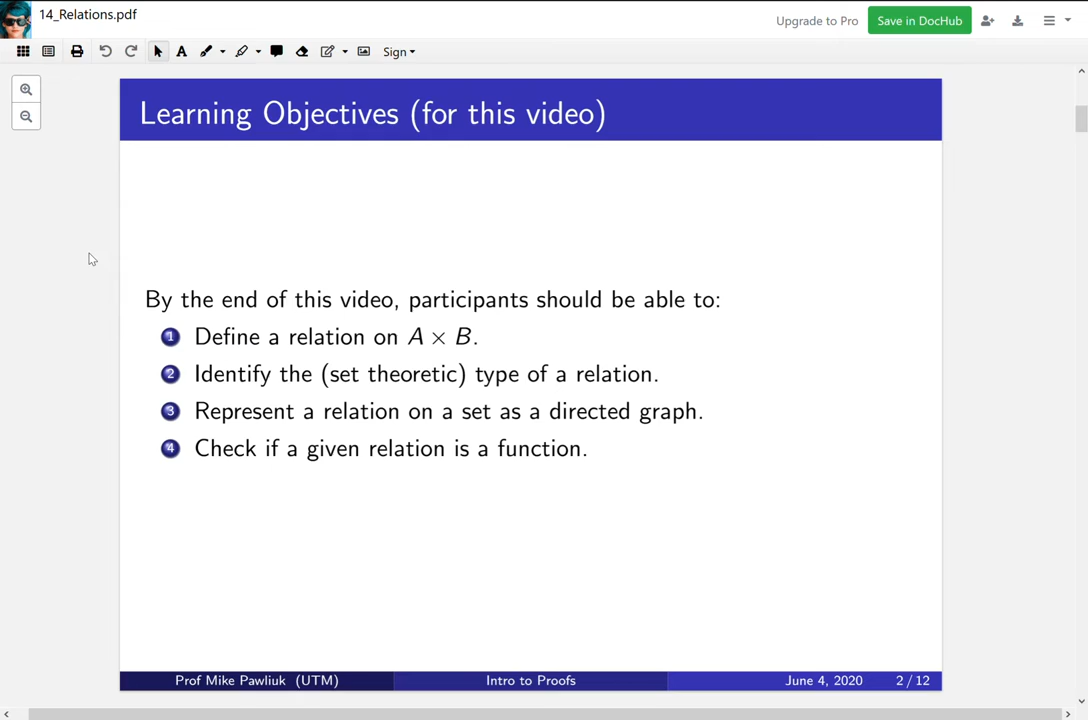 14_Relations.pdf
Upgrade to Pro
Save in DocHub
A
Sign
Learning Objectives (for this video)
By the end of this video, participants should be able to:
1 Define a relation on A × B.
2 Identify the (set theoretic) type of a relation.
3 Represent a relation on a set as a directed graph.
4 Check if a given relation is a function.
Prof Mike Pawliuk (UTM) Intro to Proofs June 4, 2020 2 / 12